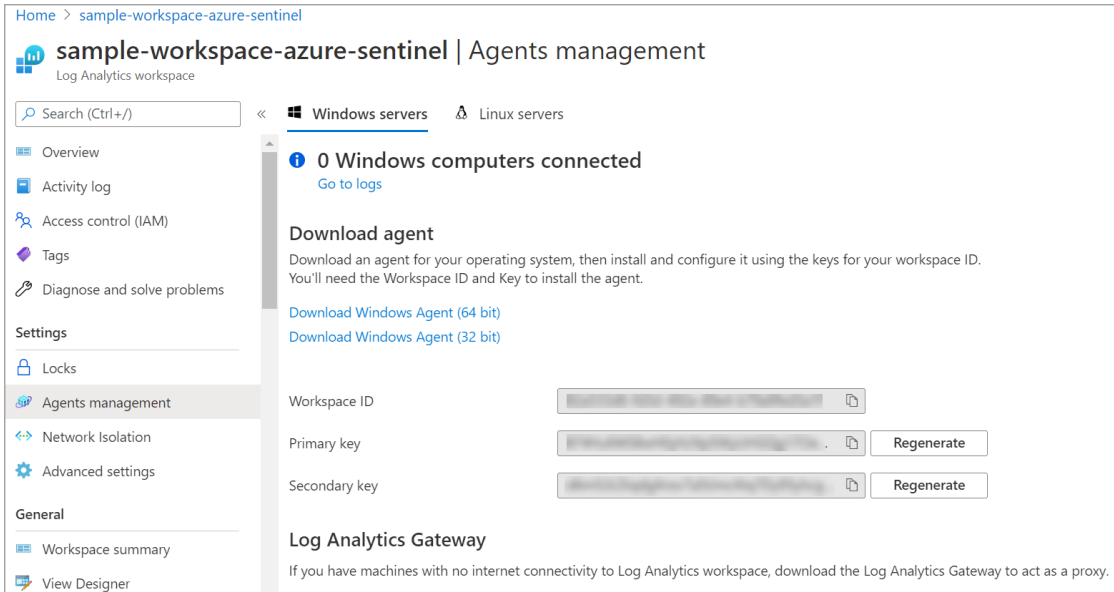 Home > sample-workspace-azure-sentinel
sample-workspace-azure-sentinel | Agents management
Log Analytics workspace
Search (Ctrl+/)
«
Windows servers
Linux servers
Overview
Activity log
Access control (IAM)
Tags
Diagnose and solve problems
Settings
Locks
Agents management
Network Isolation
Advanced settings
General
Workspace summary
View Designer
0 Windows computers connected
Go to logs
Download agent
Download an agent for your operating system, then install and configure it using the keys for your workspace ID.
You'll need the Workspace ID and Key to install the agent.
Download Windows Agent (64 bit)
Download Windows Agent (32 bit)
Workspace ID
Primary key
Regenerate
Secondary key
Regenerate
Log Analytics Gateway
If you have machines with no internet connectivity to Log Analytics workspace, download the Log Analytics Gateway to act as a proxy.